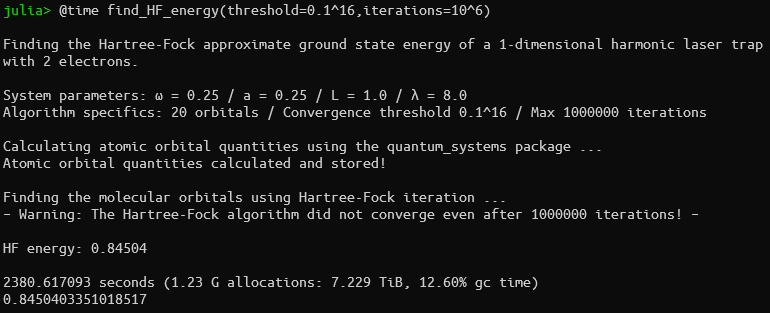 julia> @time find_HF_energy(threshold=0.1^16,iterations=10^6)
Finding the Hartree-Fock approximate ground state energy of a 1-dimensional harmonic laser trap
with 2 electrons.
System parameters: ω = 0.25 / a = 0.25 / L = 1.0 / λ = 8.0
Algorithm specifics: 20 orbitals / Convergence threshold 0.1^16 / Max 1000000 iterations
Calculating atomic orbital quantities using the quantum_systems package ...
Atomic orbital quantities calculated and stored!
Finding the molecular orbitals using Hartree-Fock iteration ...
– Warning: The Hartree-Fock algorithm did not converge even after 1000000 iterations! –
HF energy: 0.84504
2380.617093 seconds (1.23 G allocations: 7.229 TiB, 12.60% gc time)
0.8450403351018517